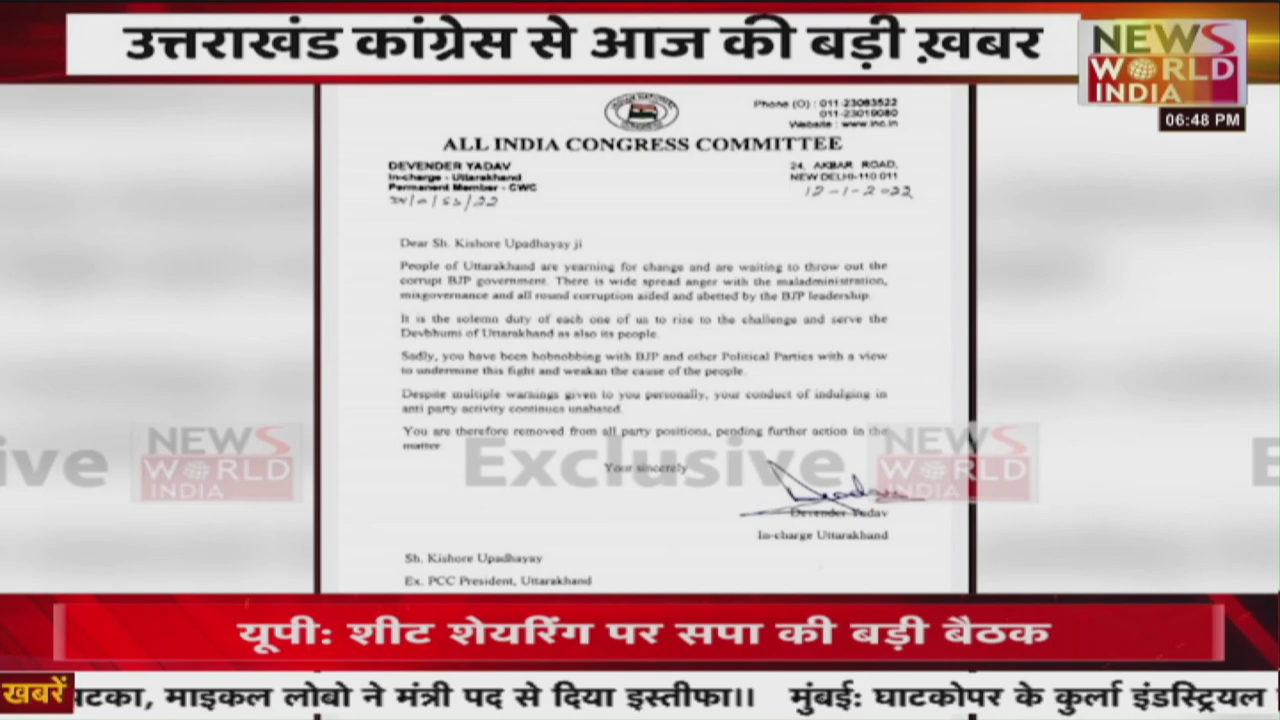 उत्तराखंड कांग्रेस से आज की बड़ी ख़बर
NEWS
WORLD
INDIA
06:48 PM
Phone (O) : 011-23083522
011-23019080
Website : www.inc.in
ALL INDIA CONGRESS COMMITTEE
DEVENDER YADAV
In-charge - Uttarakhand
Permanent Member - CWC
24, AKBAR ROAD,
NEW DELHI-110 011
12-1-2022
Dear Sh. Kishore Upadhayay ji
People of Uttarakhand are yearning for change and are waiting to throw out the
corrupt BJP government. There is wide spread anger with the maladministration,
misgovernance and all round corruption aided and abetted by the BJP leadership.
It is the solemn duty of each one of us to rise to the challenge and serve the
Devbhumi of Uttarakhand as also its people.
Sadly, you have been hobnobbing with BJP and other Political Parties with a view
to undermine this fight and weakan the cause of the people.
Despite multiple warnings given to you personally, your conduct of indulging in
anti party activity continues unabated.
You are therefore removed from all party positions, pending further action in the
matter
ive
NEWS
WORLD
INDIA
Exclusive
NEWS
WORLD
INDIA
E
Your sincerely
Devender Yadav
In-charge Uttarakhand
Sh. Kishore Upadhayay
Ex. PCC President, Uttarakhand
यूपी: शीट शेयरिंग पर सपा की बड़ी बैठक
खबरें
टका, माइकल लोबो ने मंत्री पद से दिया इस्तीफा।। मुंबई: घाटकोपर के कुर्ला इंडस्ट्रियल